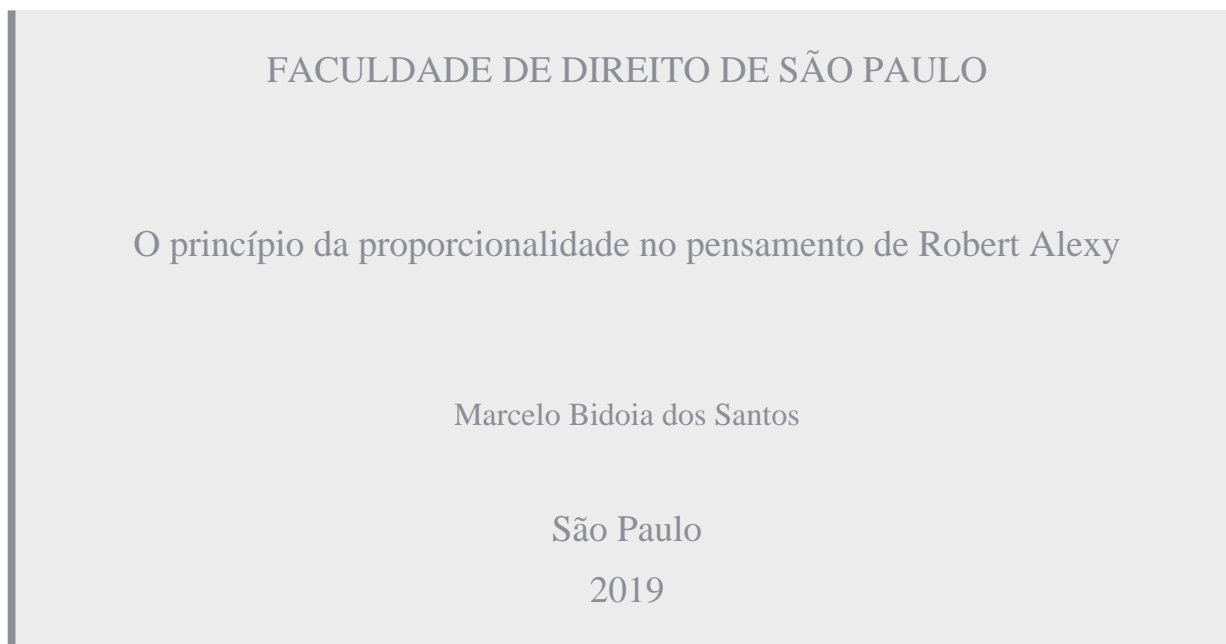 FACULDADE DE DIREITO DE SÃO PAULO
O princípio da proporcionalidade no pensamento de Robert Alexy
Marcelo Bidoia dos Santos
São Paulo
2019